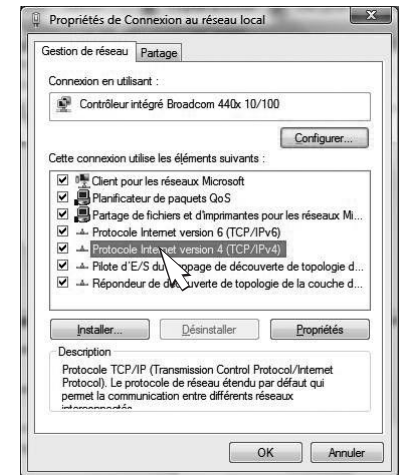 Propriétés de Connexion au réseau local
Gestion de réseau
Partage
Connexion en utilisant :
Contrôleur intégré Broadcom 440x 10/100
Configurer...
Cette connexion utilise les éléments suivants :
Client pour les réseaux Microsoft
Planificateur de paquets QoS
Partage de fichiers et d'imprimantes pour les réseaux Mi...
Protocole Internet version 6 (TCP/IPv6)
Protocole Internet version 4 (TCP/IPv4)
Pilote d'E/S du page de découverte de topologie d...
Répondeur de découverte de topologie de la couche d...
Installer...
Désinstaller
Propriétés
Description
Protocole TCP/IP (Transmission Control Protocol/Internet
Protocol). Le protocole de réseau étendu par défaut qui
permet la communication entre différents réseaux
OK
Annuler